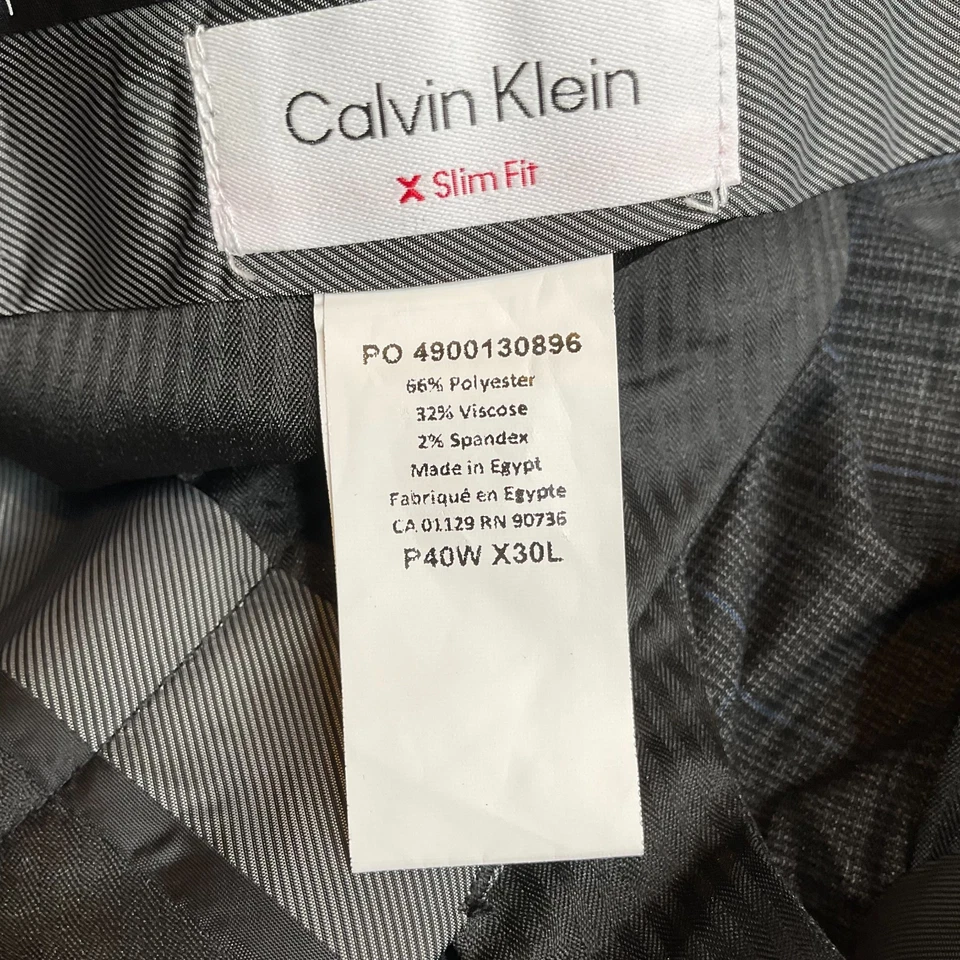 Calvin Klein
X Slim Fit
PO 4900130896
66% Polyester
32% Viscose
2% Spandex
Made in Egypt
Fabriqué en Egypte
CA 01129 RN 90736
P40W X30L